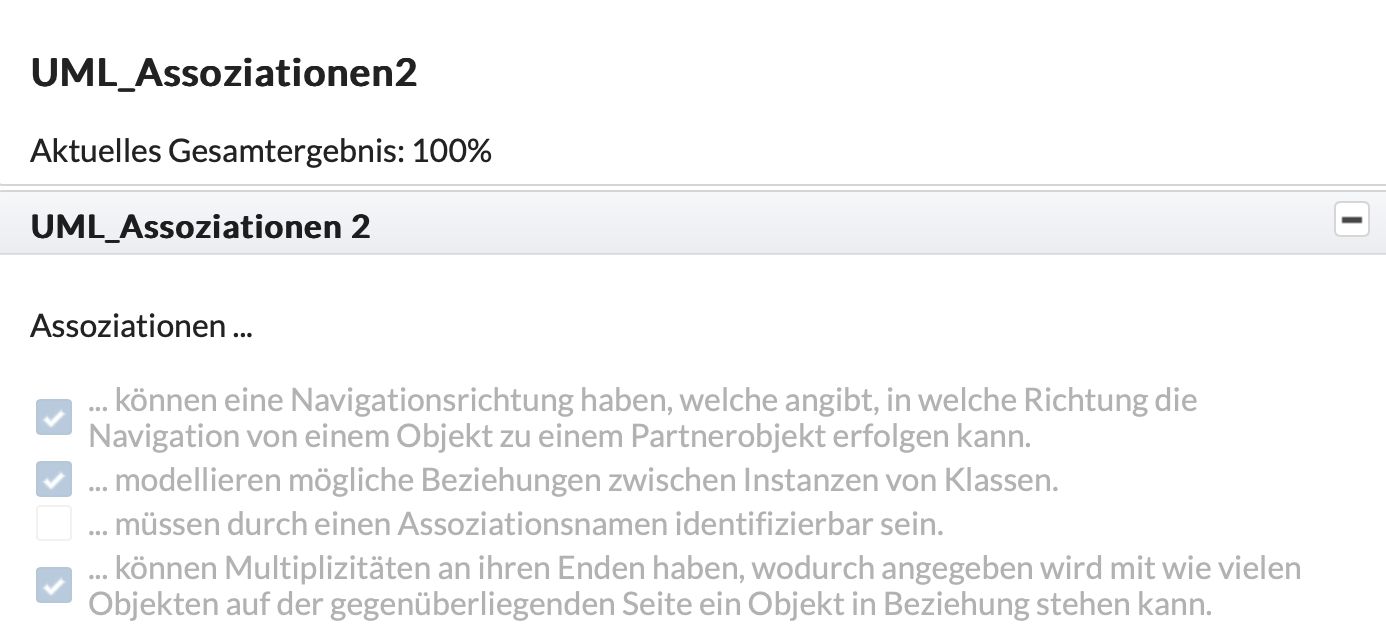 UML_Assoziationen2
Aktuelles Gesamtergebnis: 100%
UML_Assoziationen 2
Assoziationen ...
... können eine Navigationsrichtung haben, welche angibt, in welche Richtung die
Navigation von einem Objekt zu einem Partnerobjekt erfolgen kann.
... modellieren mögliche Beziehungen zwischen Instanzen von Klassen.
... müssen durch einen Assoziationsnamen identifizierbar sein.
... können Multiplizitäten an ihren Enden haben, wodurch angegeben wird mit wie vielen
Objekten auf der gegenüberliegenden Seite ein Objekt in Beziehung stehen kann.